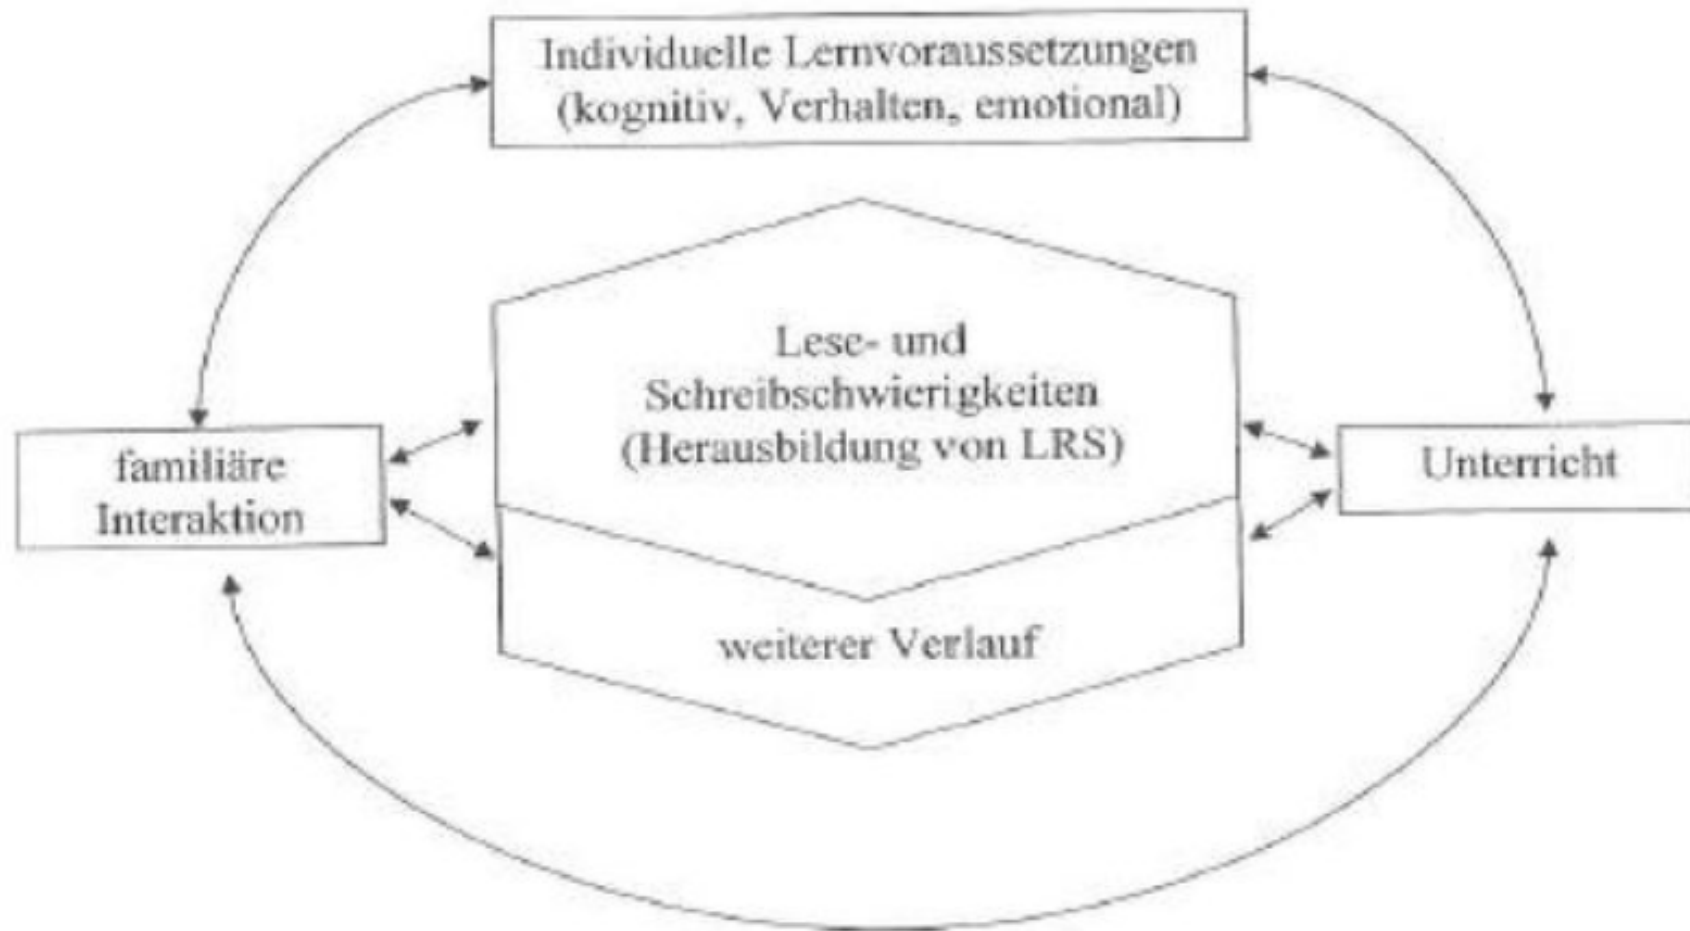 Individuelle Lernvoraussetzungen
(kognitiv, Verhalten, emotional)
Lese- und
Schreibschwierigkeiten
(Herausbildung von LRS)
familiäre
Interaktion
Unterricht
weiterer Verlauf